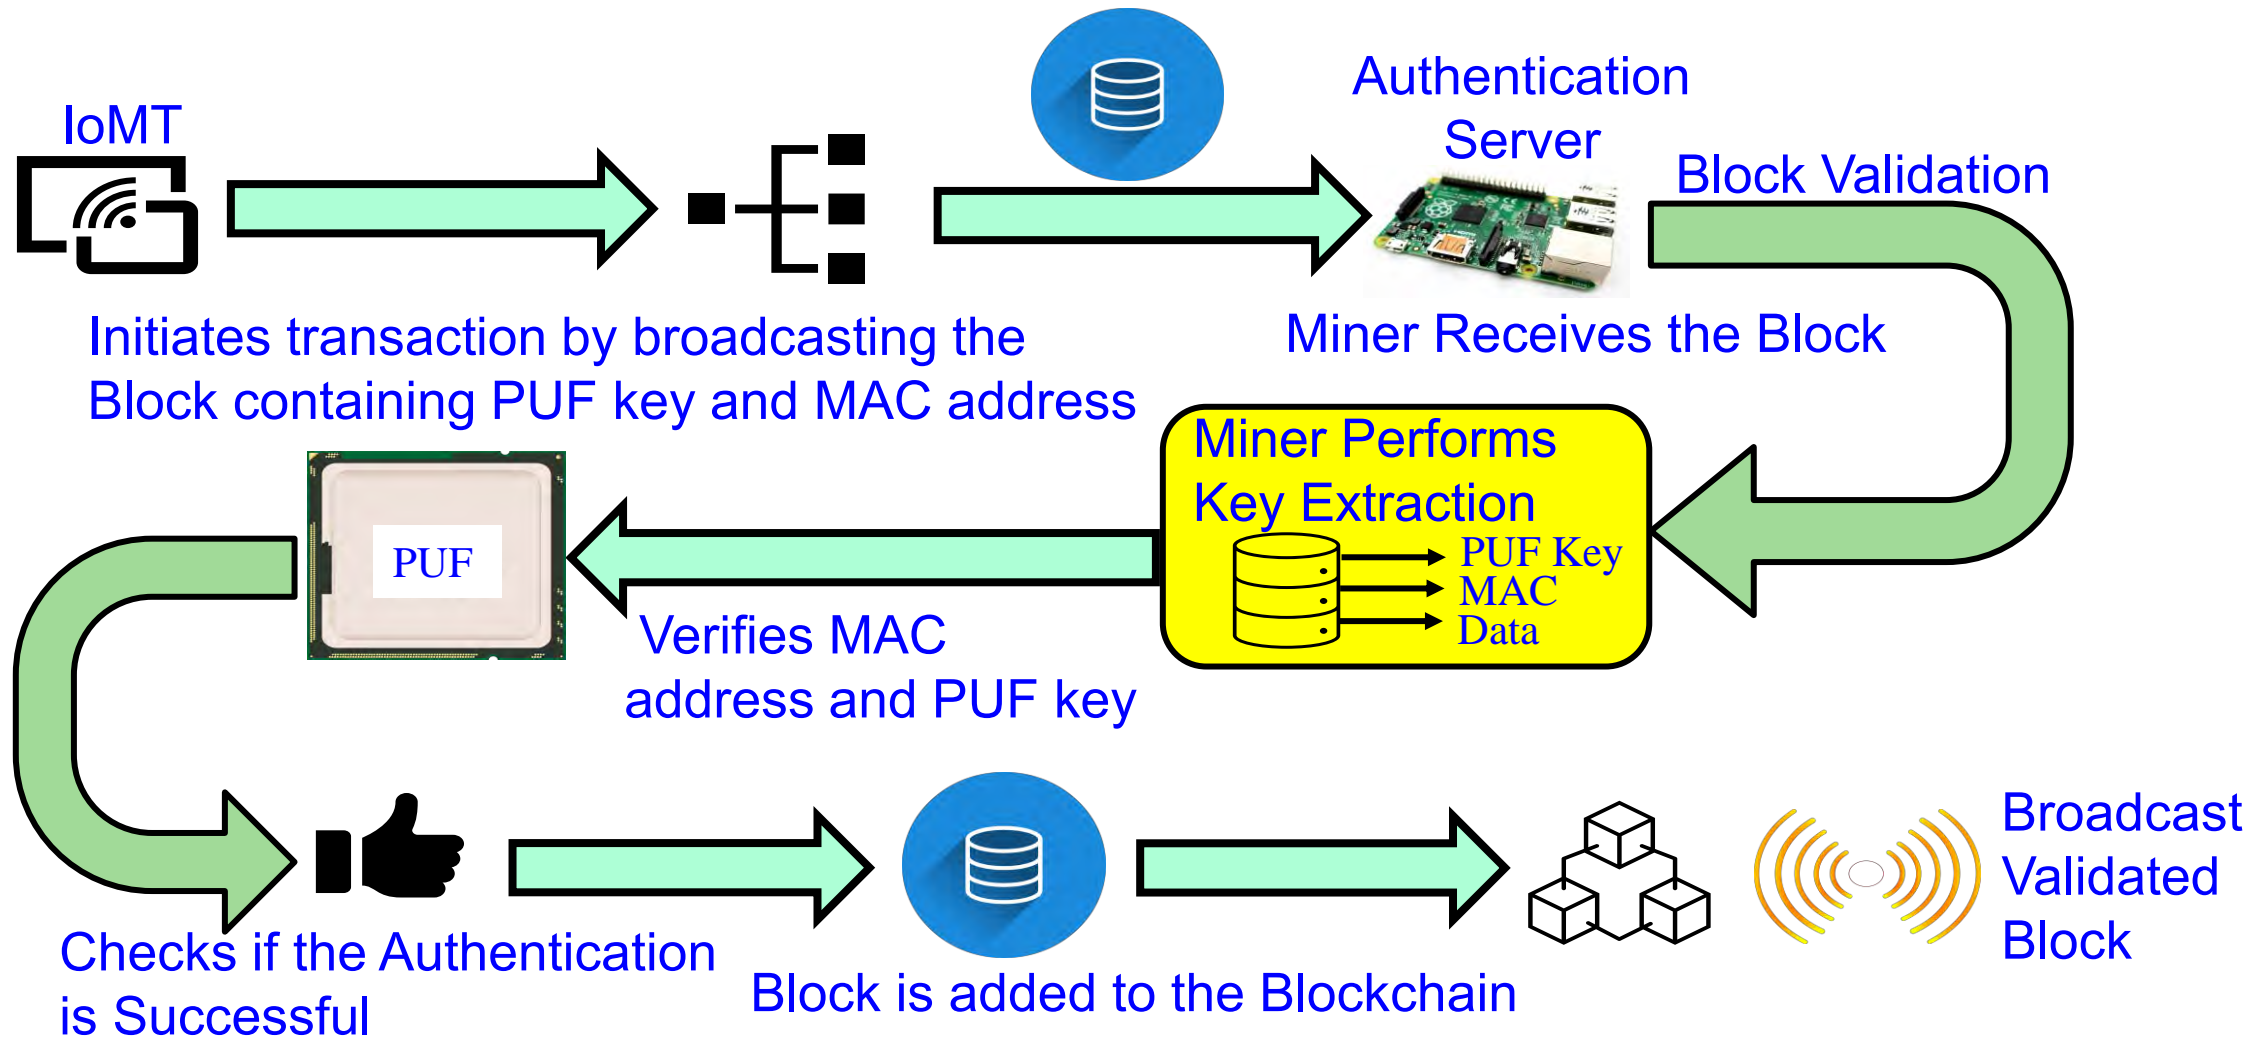 IoMT
Authentication
Server
Block Validation
Initiates transaction by broadcasting the
Block containing PUF key and MAC address
Miner Receives the Block
Miner Performs
Key Extraction
PUF Key
MAC
Data
PUF
Verifies MAC
address and PUF key
Checks if the Authentication
is Successful
Block is added to the Blockchain
Broadcast
Validated
Block